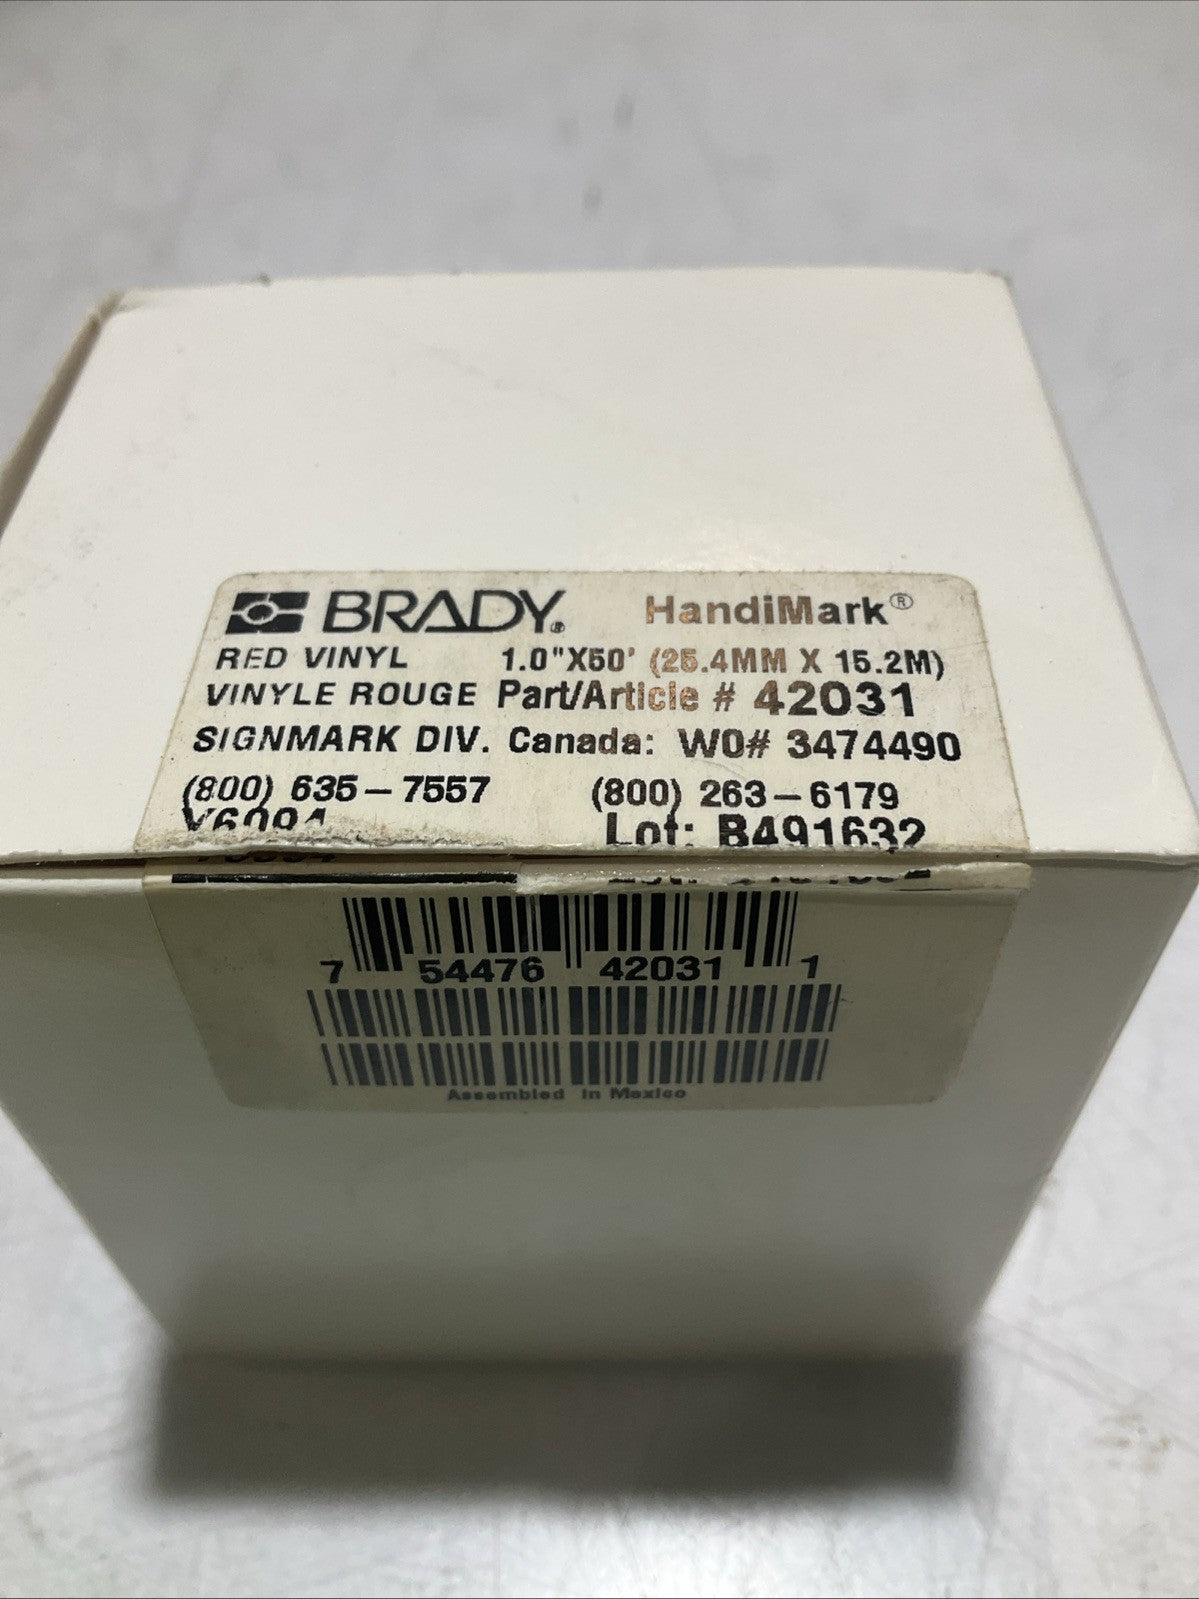 BRADY® HandiMark®
RED VINYL 1.0"X50' (25.4MM X 15.2M)
VINYLE ROUGE Part/Article # 42031
SIGNMARK DIV. Canada: WO# 3474490
(800) 635-7557 (800) 263-6179
Lot: B491632
7 54476 42031 1
Assembled in Mexico